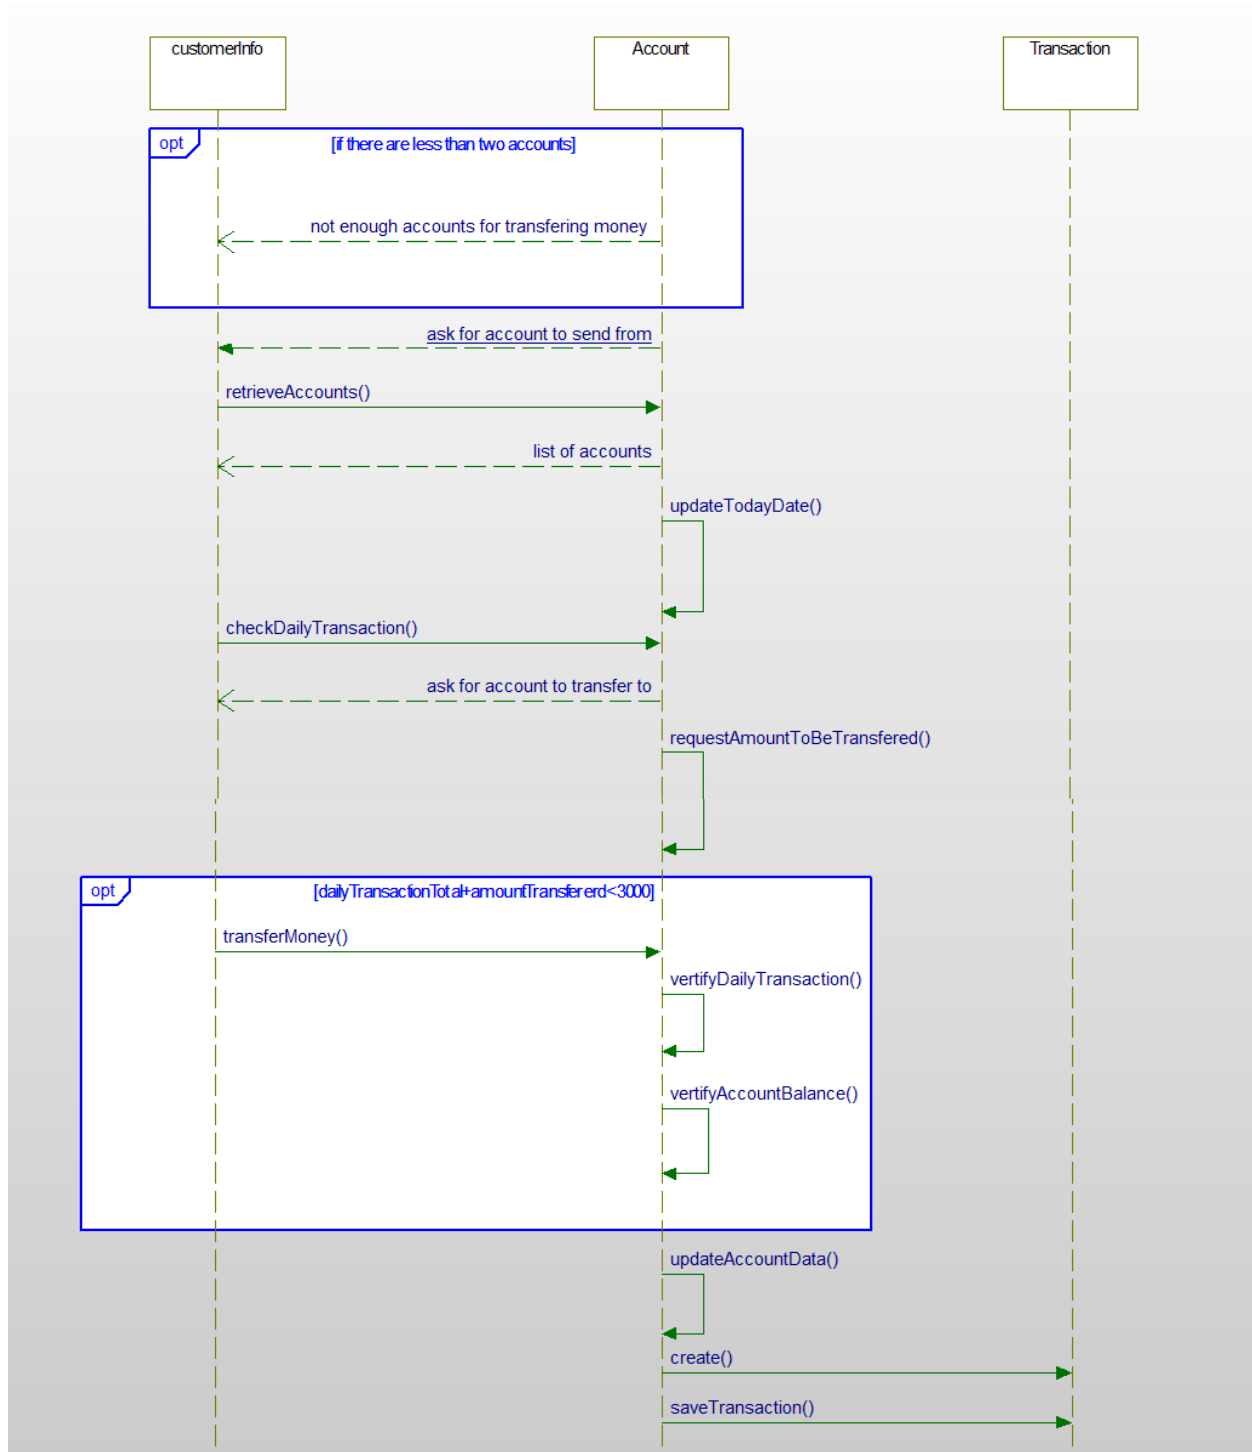 customerInfo
Account
Transaction
opt
[if there are less than two accounts]
not enough accounts for transfering money
ask for account to send from
retrieveAccounts()
list of accounts
updateTodayDate()
checkDailyTransaction()
ask for account to transfer to
requestAmountToBeTransfered()
opt
[dailyTransactionTotal+amountTransfererd<3000]
transferMoney()
vertifyDailyTransaction()
vertifyAccountBalance()
updateAccountData()
create()
saveTransaction()